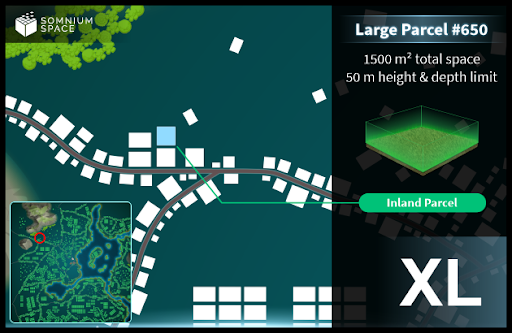 SOMNIUM
SPACE
Large Parcel #650
1500 m² total space
50 m height & depth limit
Inland Parcel
XL